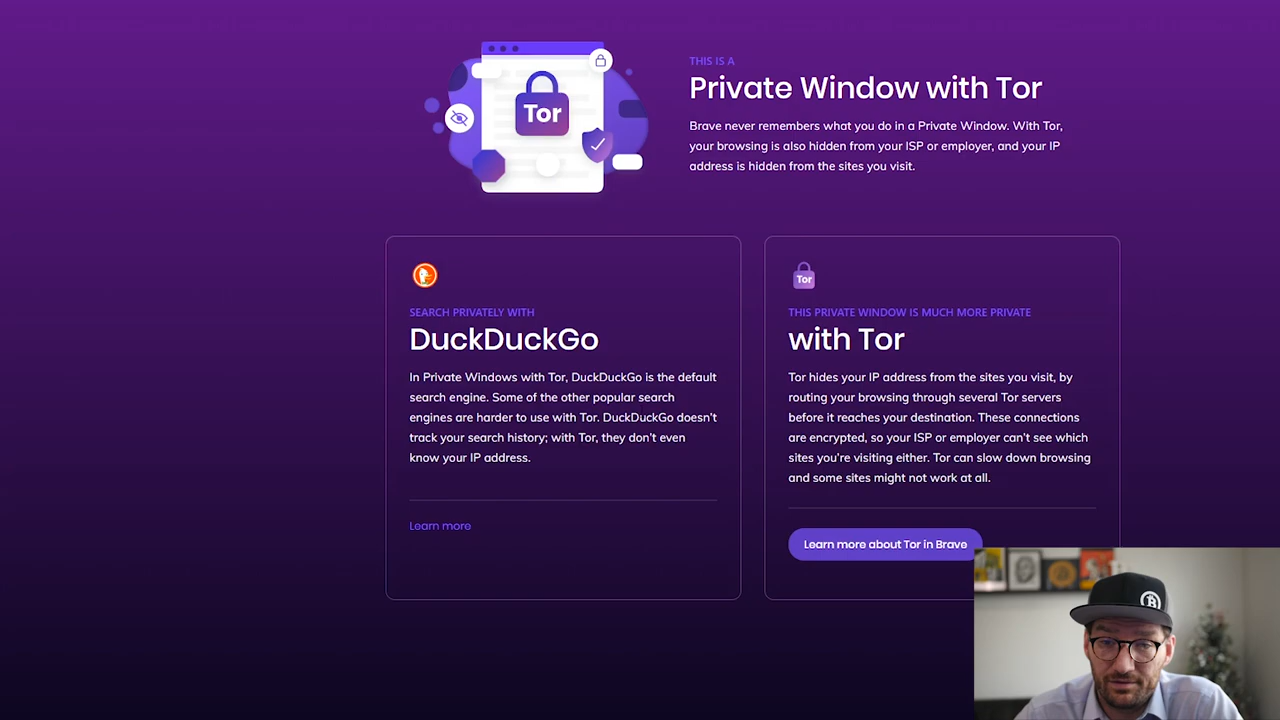 Tor
THIS IS A
Private Window with Tor
Brave never remembers what you do in a Private Window. With Tor,
your browsing is also hidden from your ISP or employer, and your IP
address is hidden from the sites you visit.
SEARCH PRIVATELY WITH
DuckDuckGo
In Private Windows with Tor, DuckDuckGo is the default
search engine. Some of the other popular search
engines are harder to use with Tor. DuckDuckGo doesn't
track your search history; with Tor, they don't even
know your IP address.
Learn more
Tor
THIS PRIVATE WINDOW IS MUCH MORE PRIVATE
with Tor
Tor hides your IP address from the sites you visit, by
routing your browsing through several Tor servers
before it reaches your destination. These connections
are encrypted, so your ISP or employer can't see which
sites you're visiting either. Tor can slow down browsing
and some sites might not work at all.
Learn more about Tor in Brave